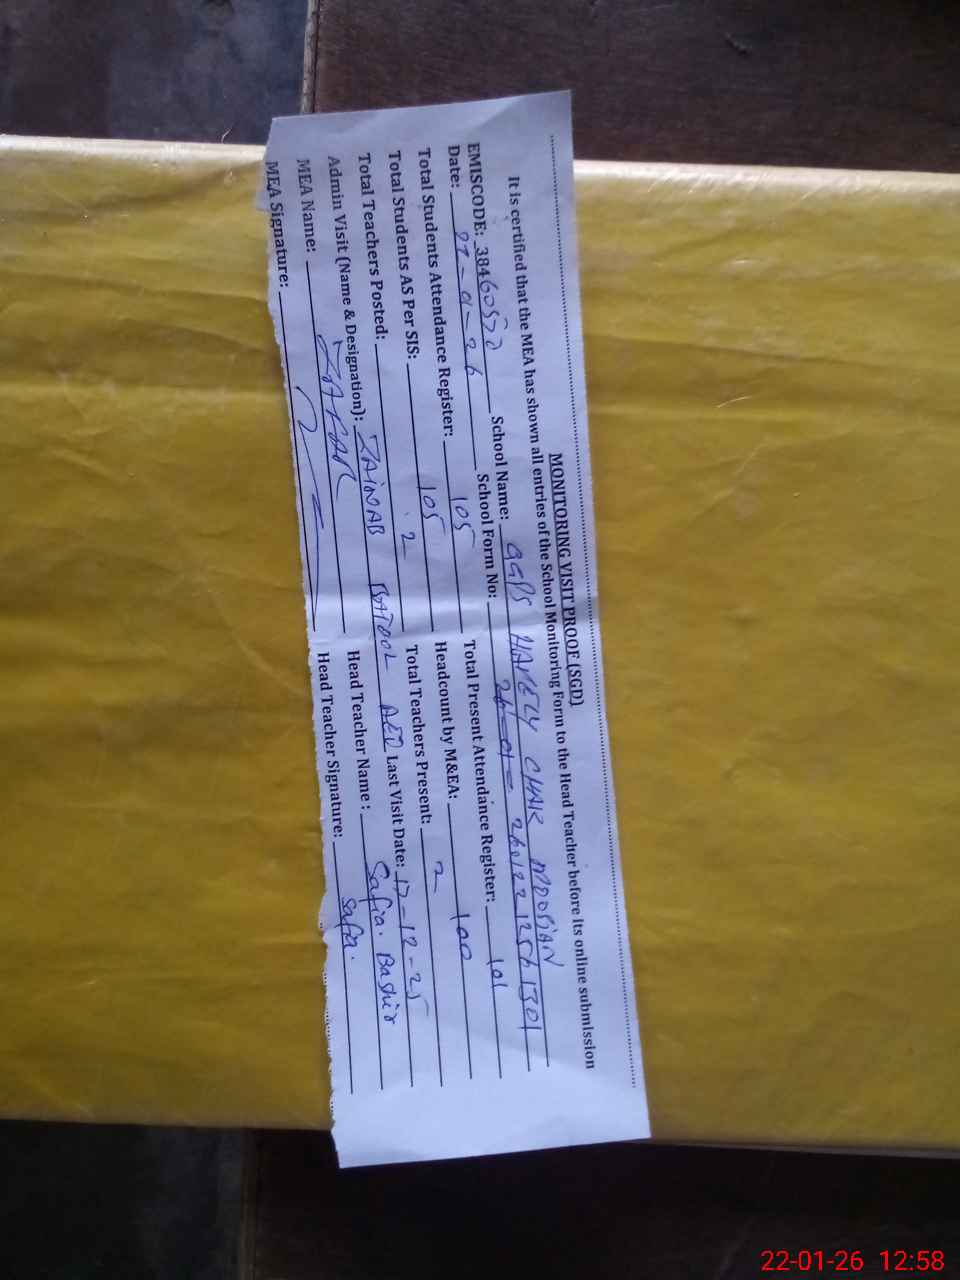 MONITORING VISIT PROOF (SGD)
It is certified that the MEA has shown all entries of the School Monitoring Form to the Head Teacher before its online submission
EMISCODE: 38460572 School Name: GGPS HAPELY CHAK
Date: 22-01-26 School Form No: 26012212561301
Total Students Attendance Register: 105 Total Present Attendance Register: 101
Total Students AS Per SIS: 105 Headcount by M&EA: 100
Total Teachers Posted: 2 Total Teachers Present: 2
Admin Visit (Name & Designation): ZAINAB BATOOL AEO Last Visit Date: 17-12-25
MEA Name: ZAFAR Head Teacher Name : Safia. Bashir
MEA Signature: Head Teacher Signature: Safia.
22-01-26 12:58